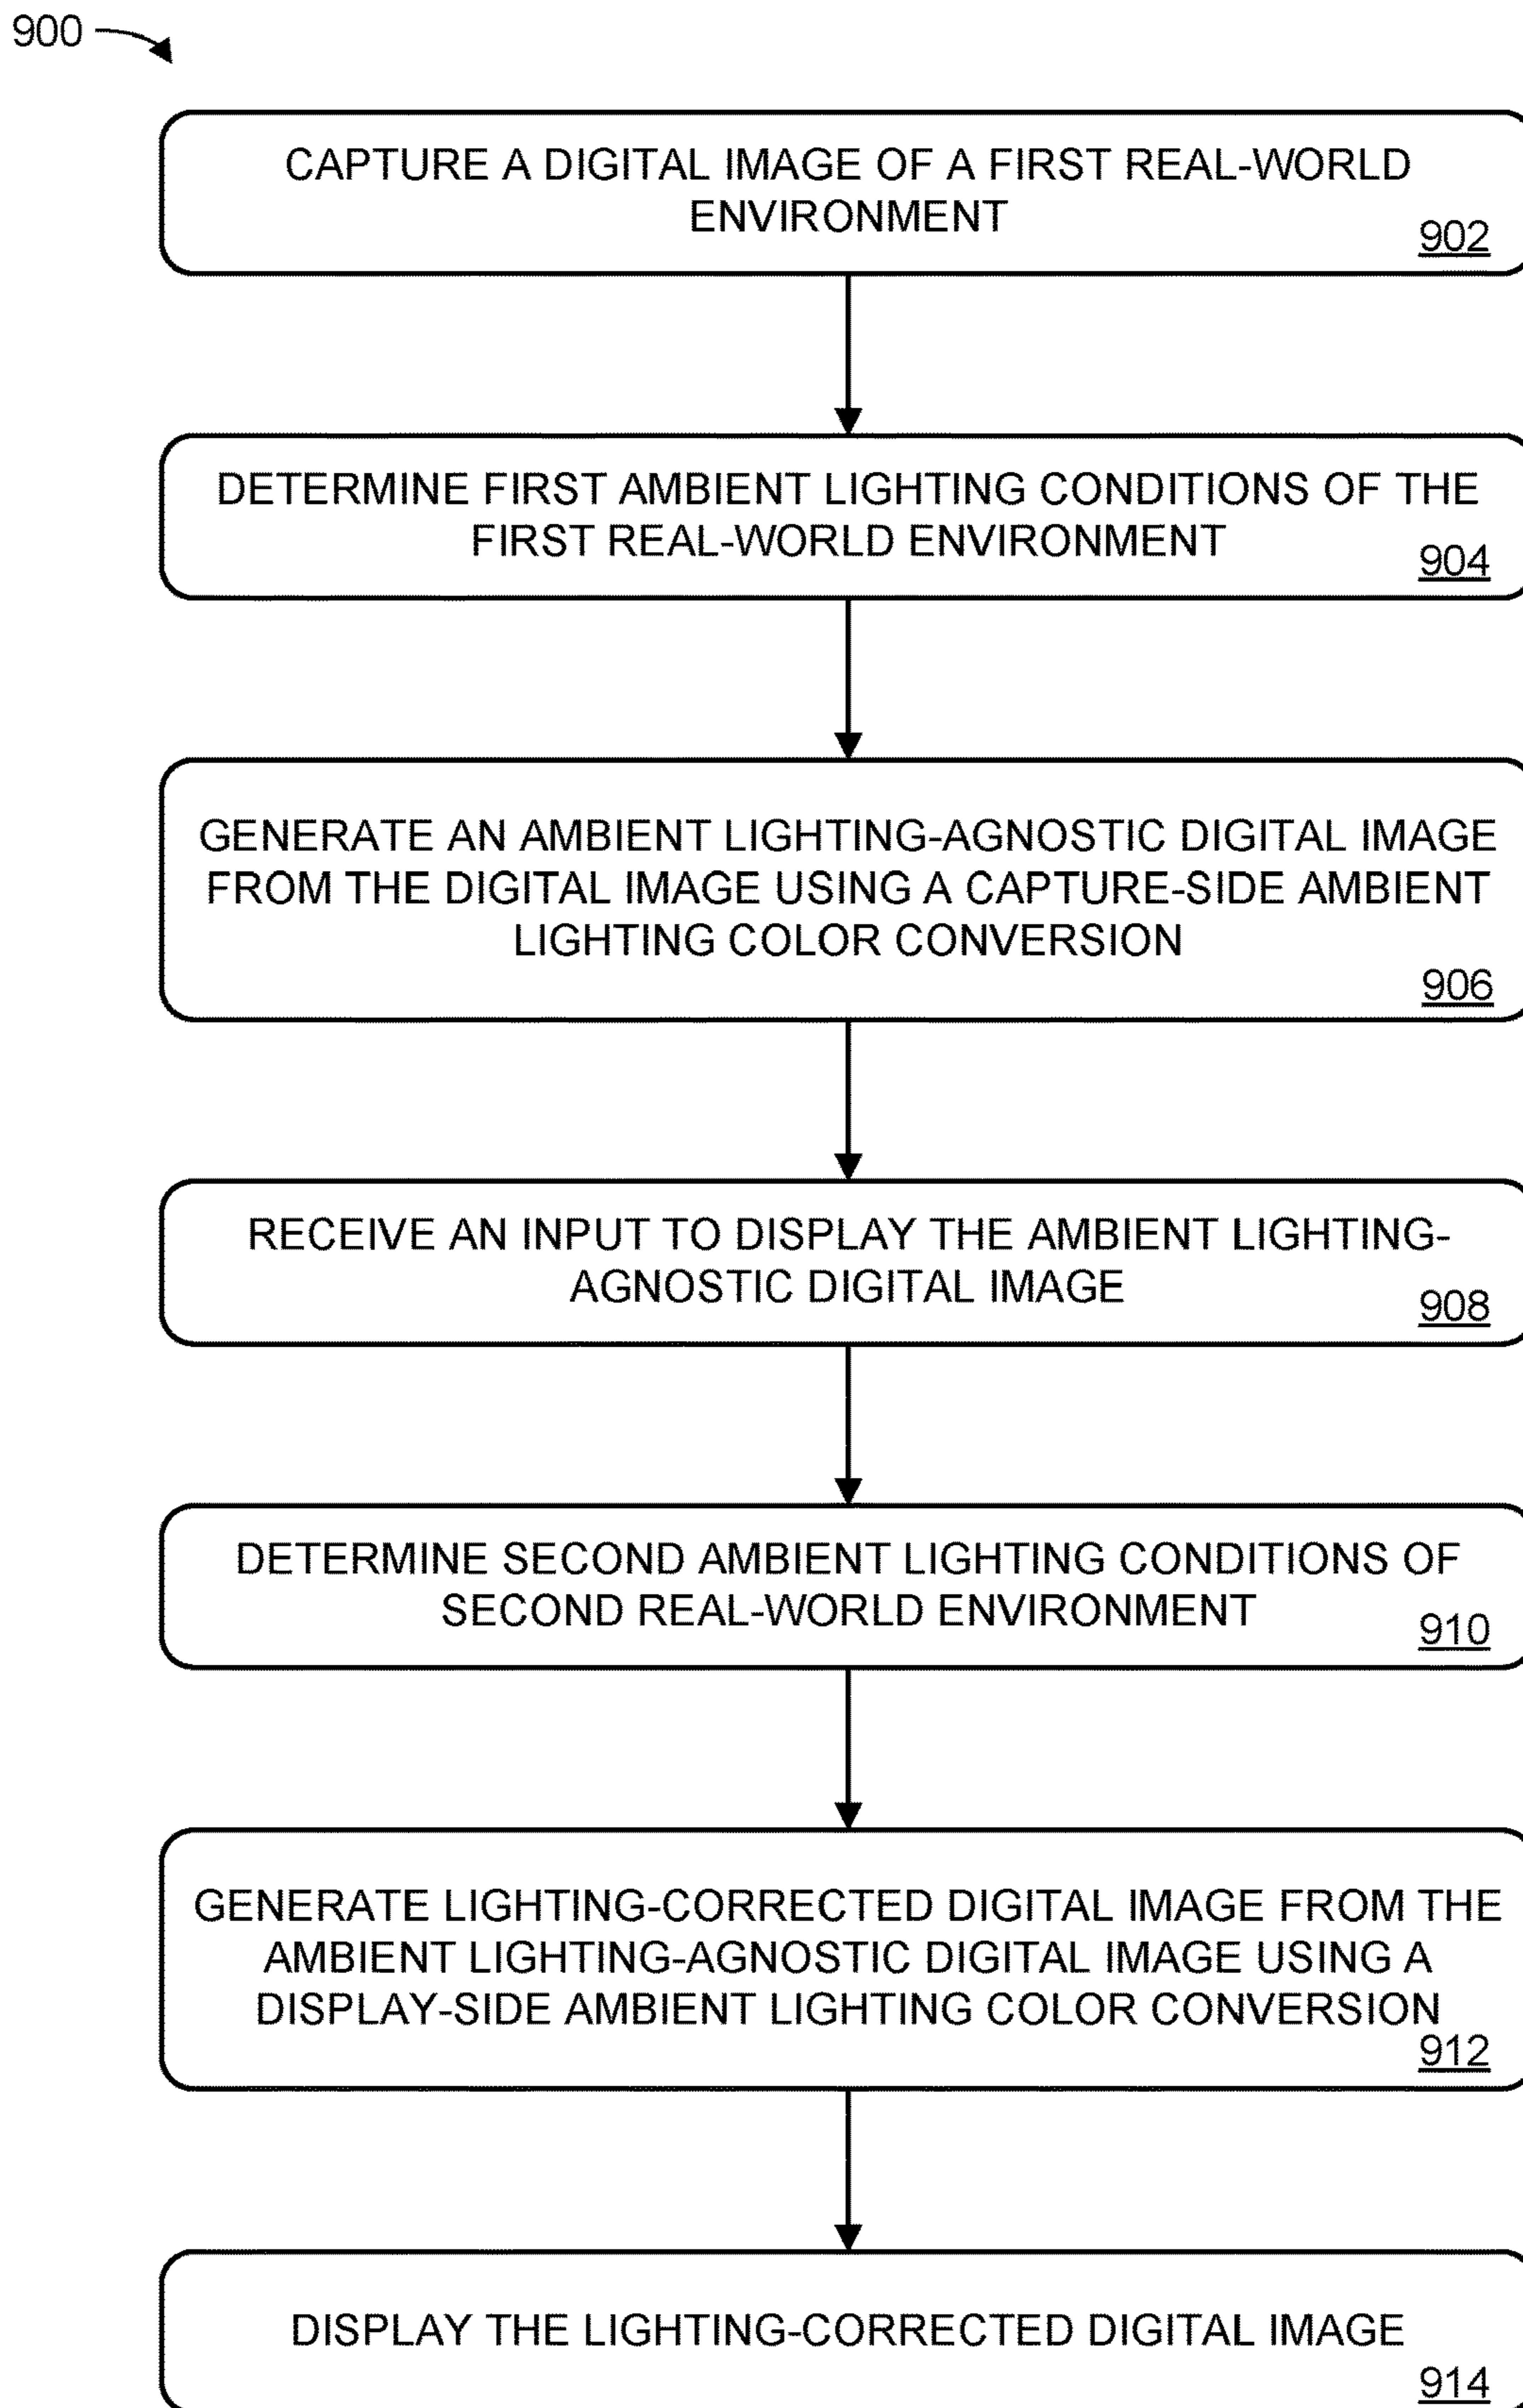 900
CAPTURE A DIGITAL IMAGE OF A FIRST REAL-WORLD
ENVIRONMENT
902
DETERMINE FIRST AMBIENT LIGHTING CONDITIONS OF THE
FIRST REAL-WORLD ENVIRONMENT
904
GENERATE AN AMBIENT LIGHTING-AGNOSTIC DIGITAL IMAGE
FROM THE DIGITAL IMAGE USING A CAPTURE-SIDE AMBIENT
LIGHTING COLOR CONVERSION
906
RECEIVE AN INPUT TO DISPLAY THE AMBIENT LIGHTING-
AGNOSTIC DIGITAL IMAGE
908
DETERMINE SECOND AMBIENT LIGHTING CONDITIONS OF
SECOND REAL-WORLD ENVIRONMENT
910
GENERATE LIGHTING-CORRECTED DIGITAL IMAGE FROM THE
AMBIENT LIGHTING-AGNOSTIC DIGITAL IMAGE USING A
DISPLAY-SIDE AMBIENT LIGHTING COLOR CONVERSION
912
DISPLAY THE LIGHTING-CORRECTED DIGITAL IMAGE
914